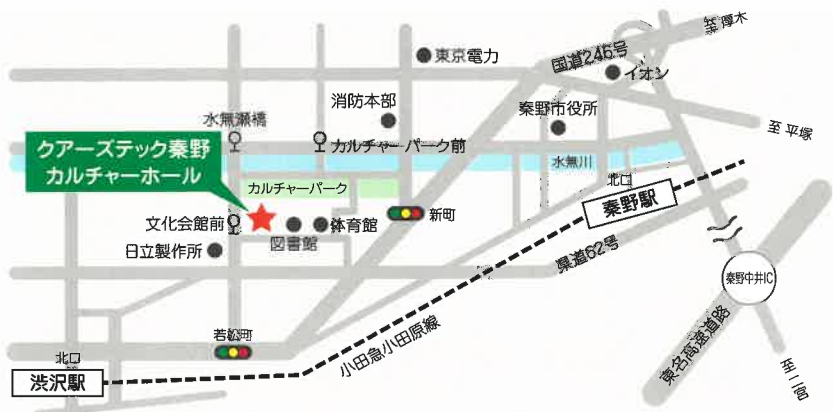 至 厚木
国道246号
東京電力
イオン
消防本部
秦野市役所
水無瀬橋
カルチャーパーク前
至 平塚
クアーズテック秦野
カルチャーホール
水無川
カルチャーパーク
北口
秦野駅
文化会館前
体育館
新町
図書館
日立製作所
県道62号
秦野中井IC
若松町
小田急小田原線
東名高速道路
北口
渋沢駅
至 二宮